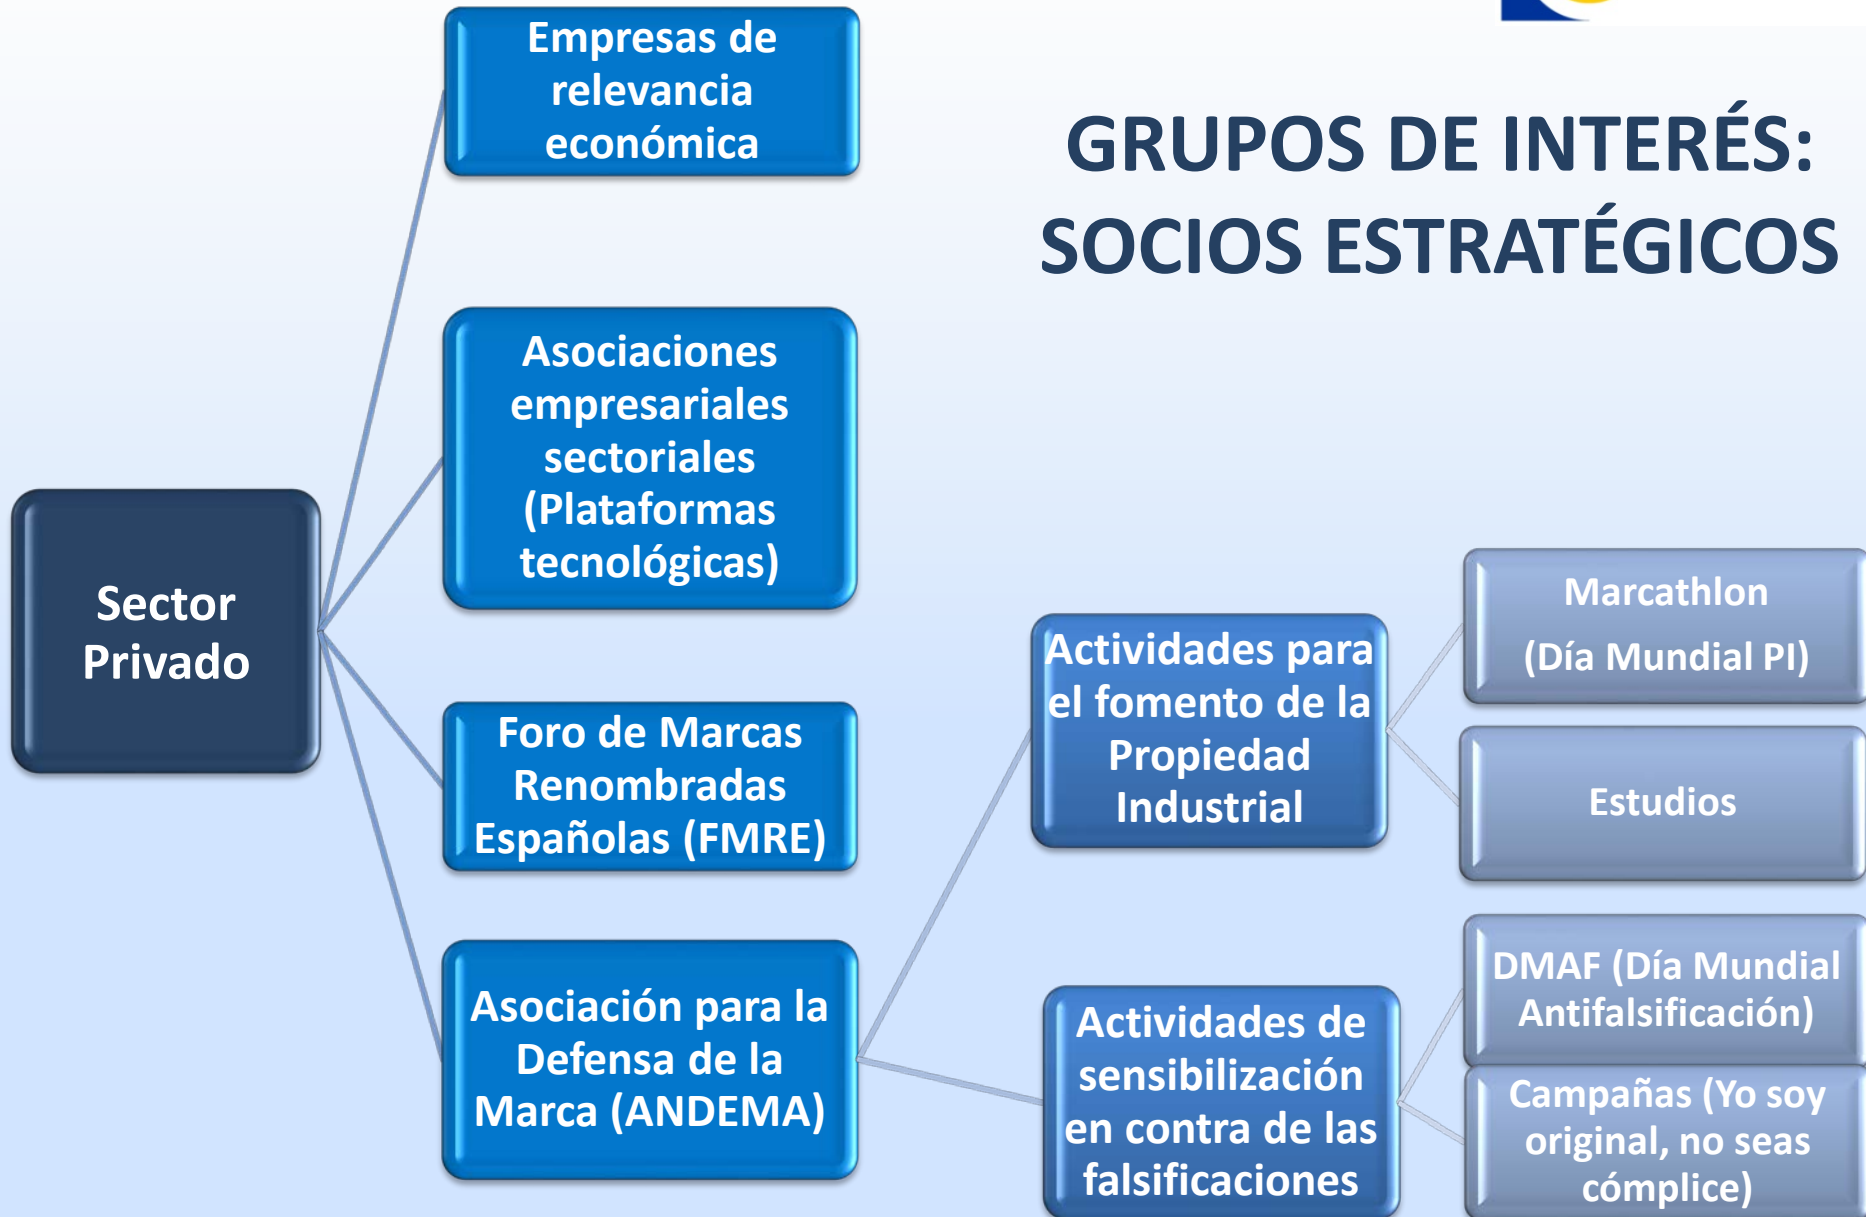 GRUPOS DE INTERÉS:
SOCIOS ESTRATÉGICOS
Sector
Privado
Empresas de
relevancia
económica
Asociaciones
empresariales
sectoriales
(Plataformas
tecnológicas)
Foro de Marcas
Renombradas
Españolas (FMRE)
Asociación para la
Defensa de la
Marca (ANDEMA)
Actividades para
el fomento de la
Propiedad
Industrial
Marcathlon
(Día Mundial PI)
Estudios
Actividades de
sensibilización
en contra de las
falsificaciones
DMAF (Día Mundial
Antifalsificación)
Campañas (Yo soy
original, no seas
cómplice)